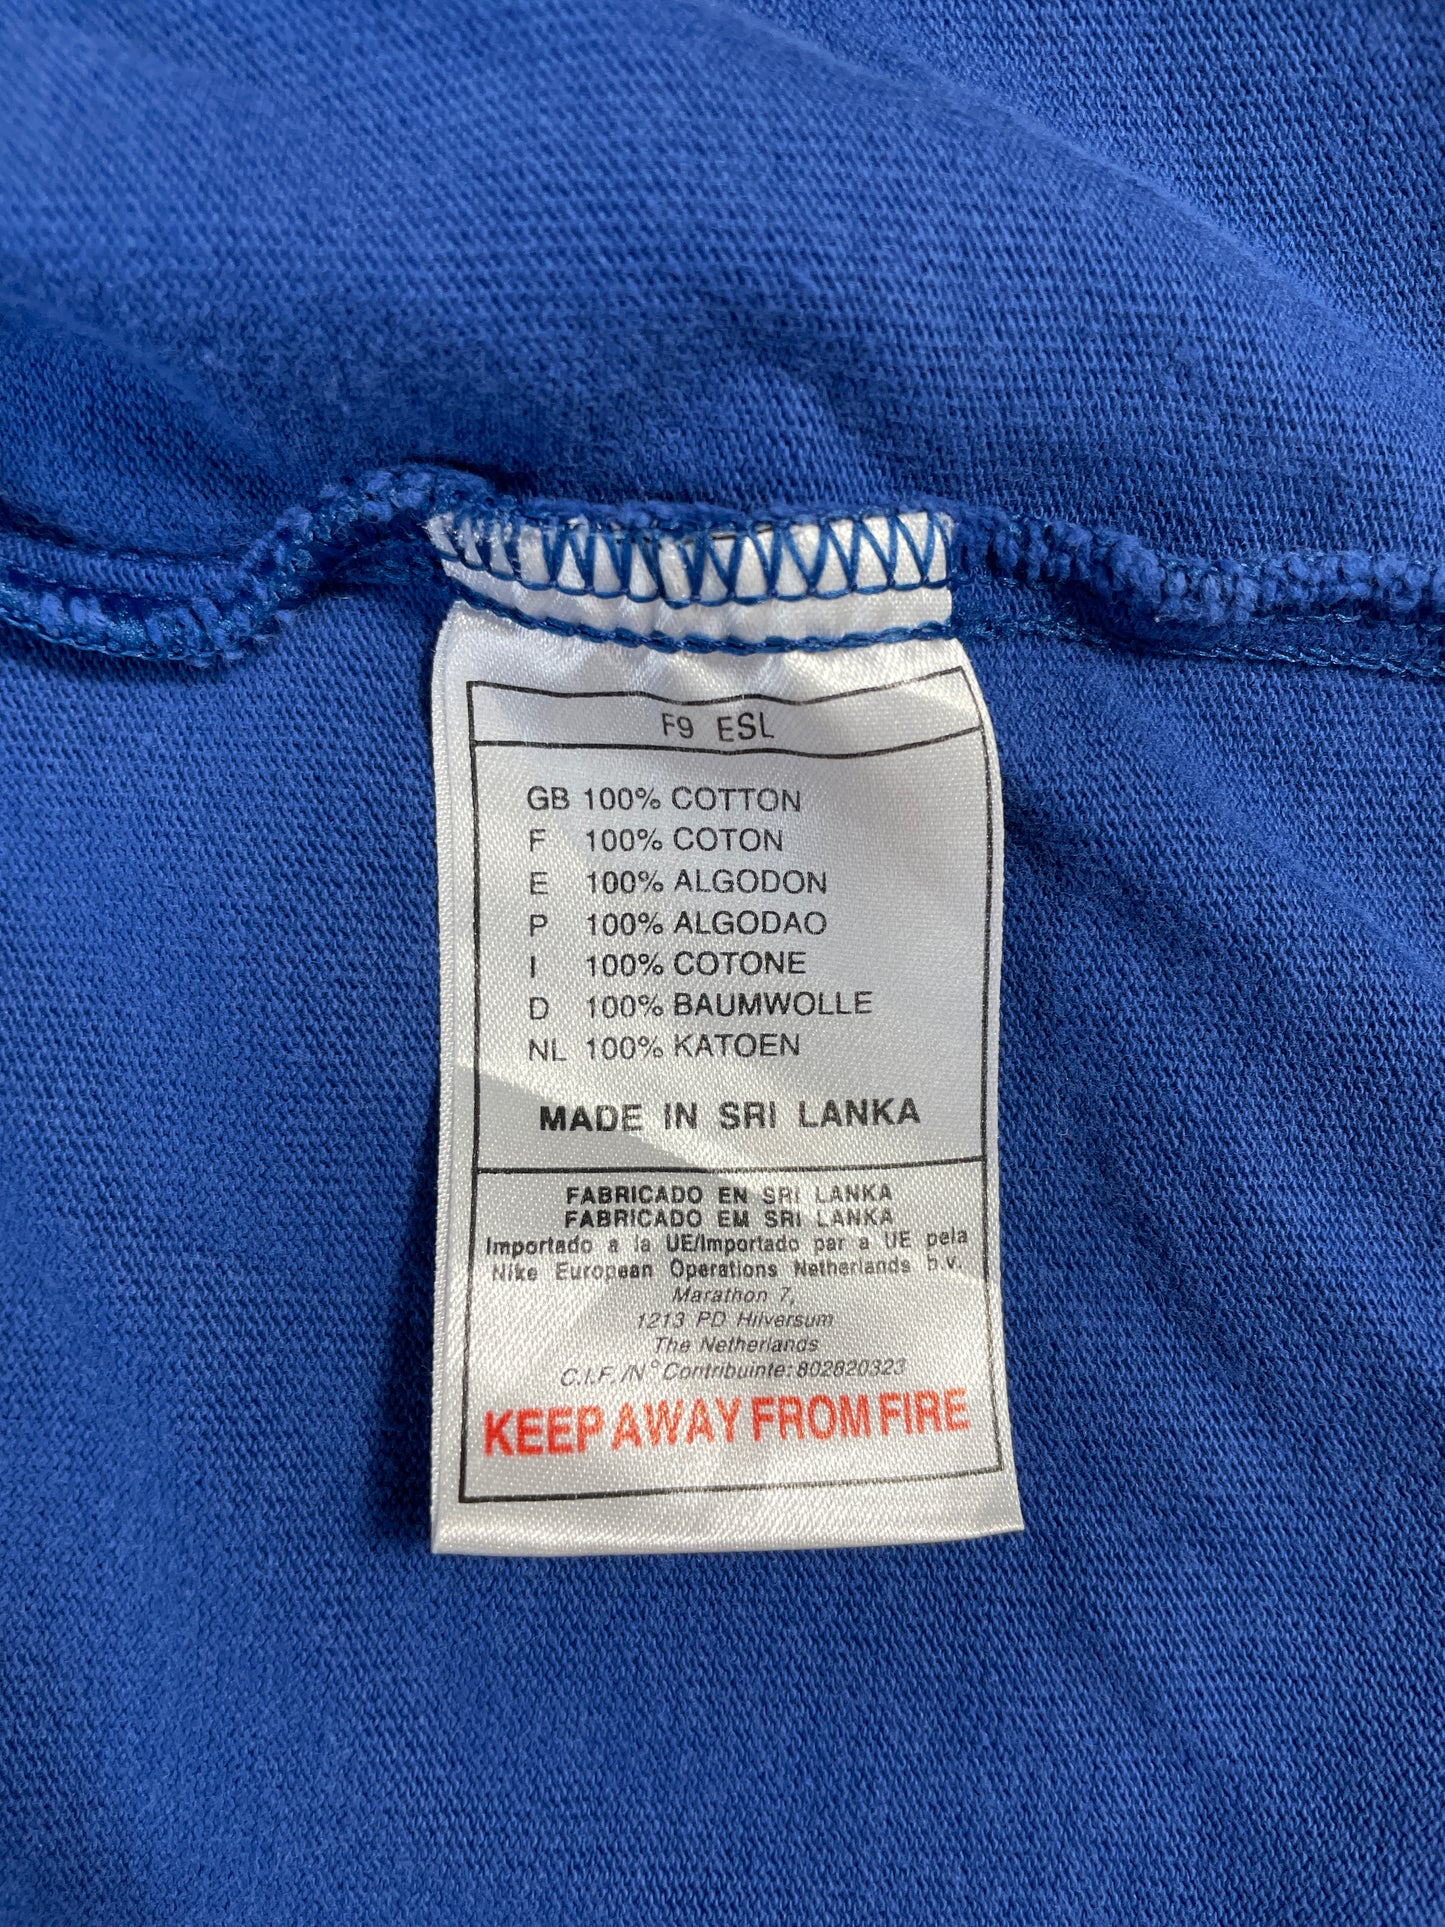 F9 ESL
GB 100% COTTON
F 100% COTON
E 100% ALGODON
P 100% ALGODAO
I 100% COTONE
D 100% BAUMWOLLE
NL 100% KATOEN
MADE IN SRI LANKA
FABRICADO EN SRI LANKA
FABRICADO EM SRI LANKA
Importado a la UE/Importado par a UE pela
Nike European Operations Netherlands b.v.
Marathon 7,
1213 PD Hilversum
The Netherlands
C.I.F./N° Contribuinte: 802820323
KEEP AWAY FROM FIRE